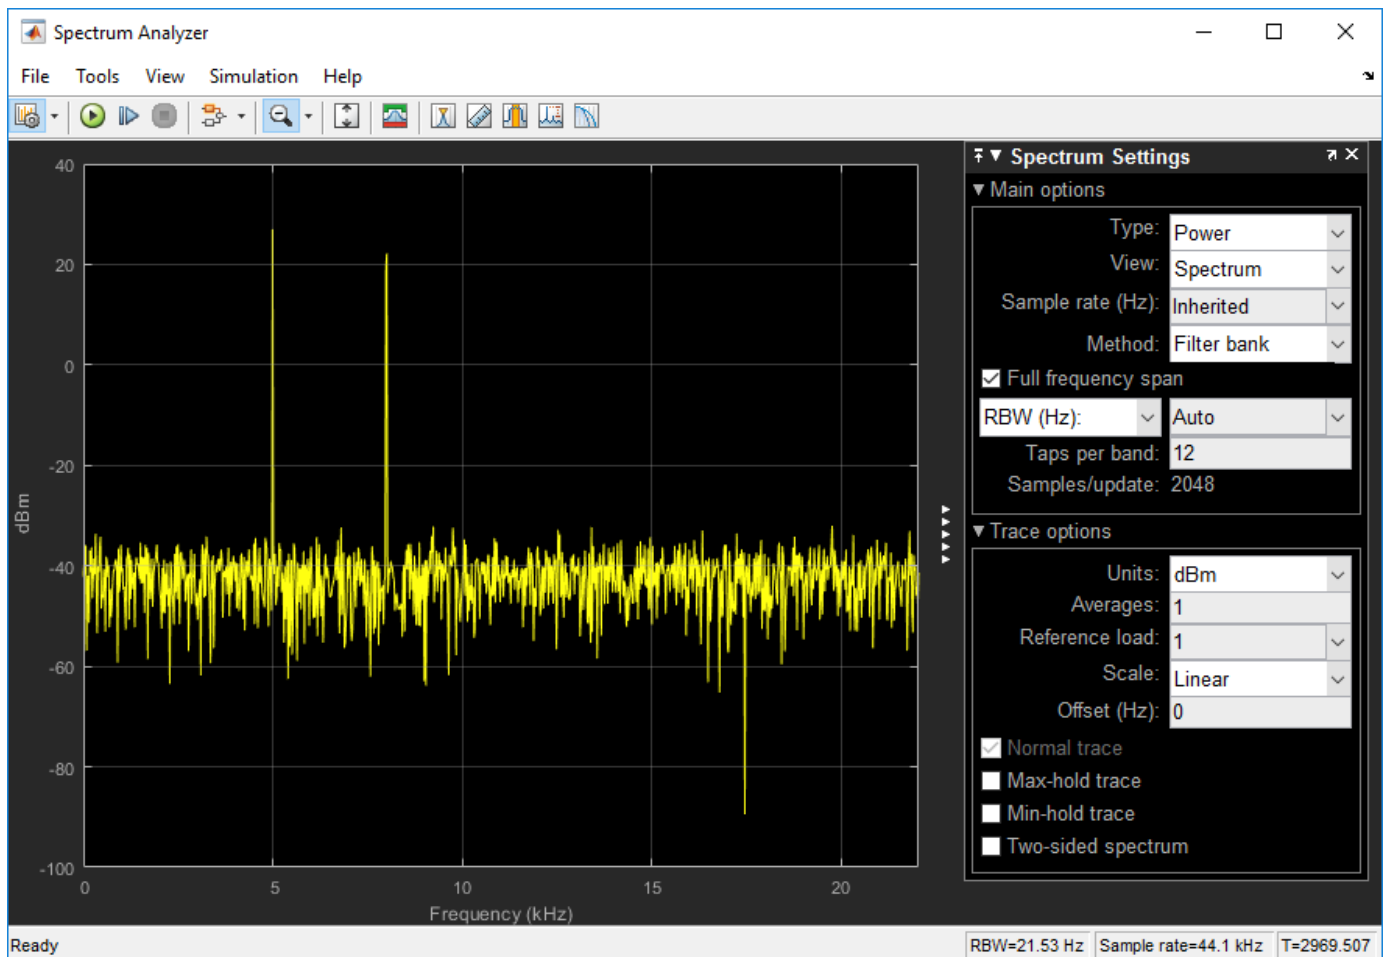 Spectrum Analyzer
File Tools View Simulation Help
Spectrum Settings
Main options
Type: Power
View: Spectrum
Sample rate (Hz): Inherited
Method: Filter bank
Full frequency span
RBW (Hz): Auto
Taps per band: 12
Samples/update: 2048
Trace options
Units: dBm
Averages: 1
Reference load: 1
Scale: Linear
Offset (Hz): 0
Normal trace
Max-hold trace
Min-hold trace
Two-sided spectrum
40
20
0
-20
-40
-60
-80
-100
dBm
0 5 10 15 20
Frequency (kHz)
Ready
RBW=21.53 Hz Sample rate=44.1 kHz T=2969.507